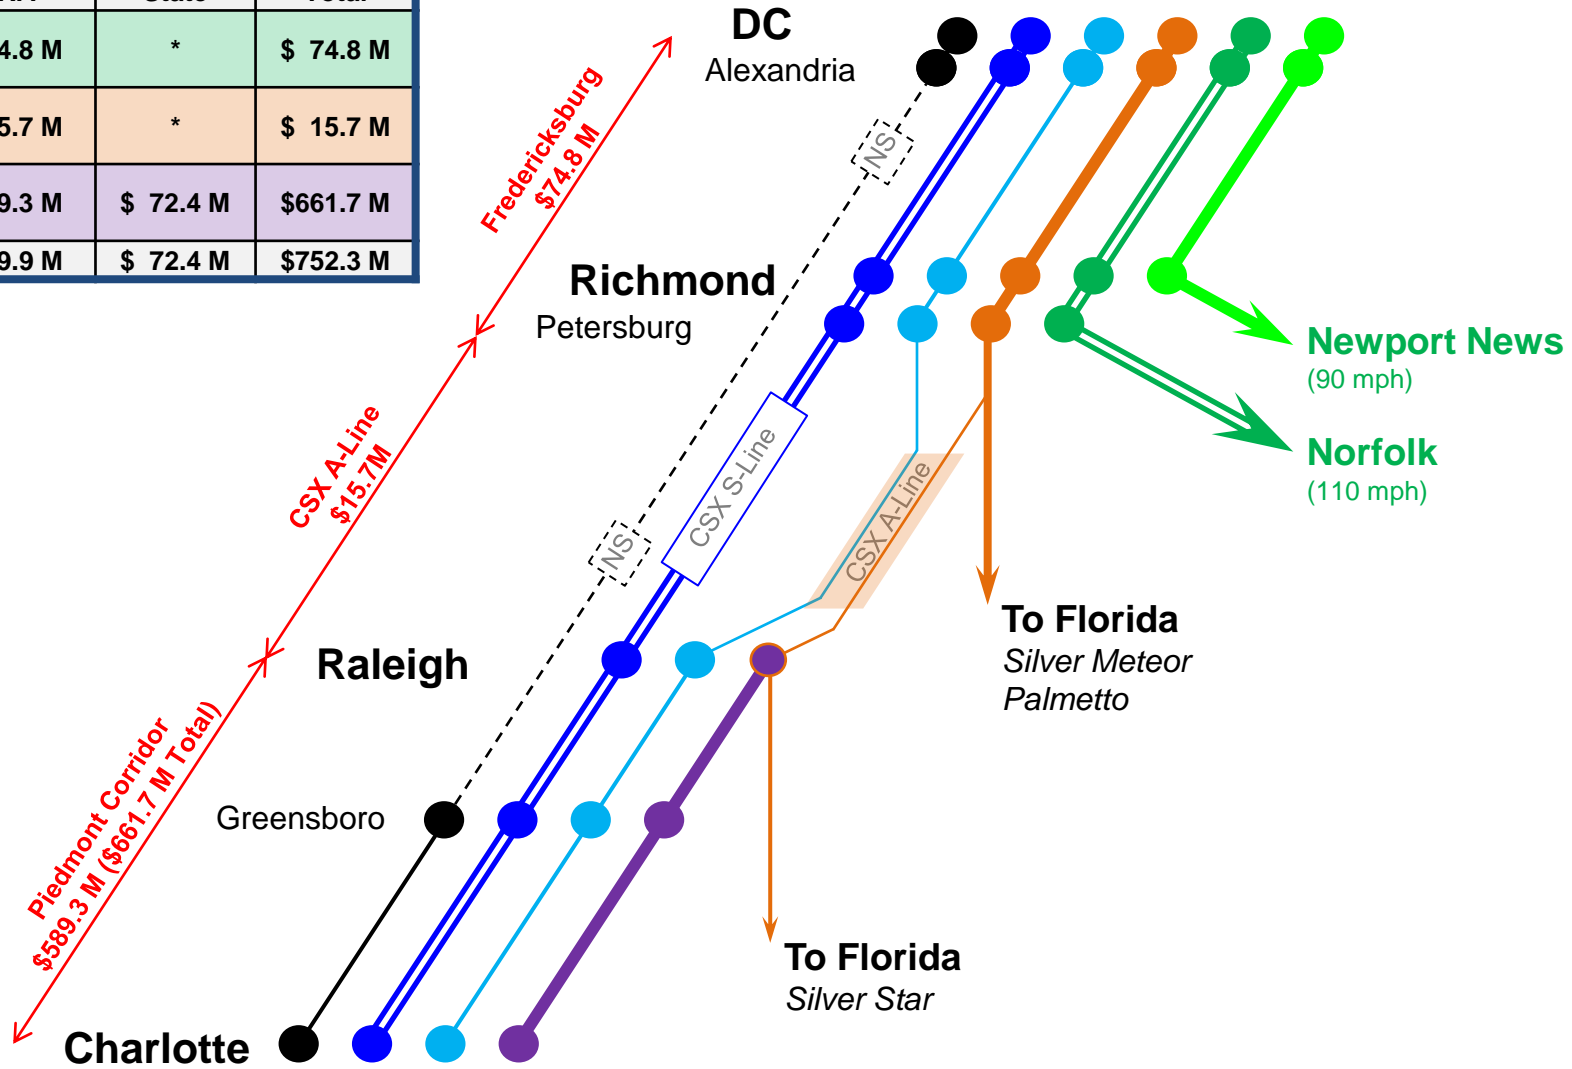 4.8 M * $ 74.8 M
5.7 M * $ 15.7 M
9.3 M $ 72.4 M $661.7 M
9.9 M $ 72.4 M $752.3 M
DC
Alexandria
Fredericksburg
$74.8 M
NS
Richmond
Petersburg
Newport News
(90 mph)
Norfolk
(110 mph)
CSX A-Line
$15.7M
CSX S-Line
CSX A-Line
NS
To Florida
Silver Meteor
Palmetto
Raleigh
Piedmont Corridor
$589.3 M ($661.7 M Total)
Greensboro
To Florida
Silver Star
Charlotte